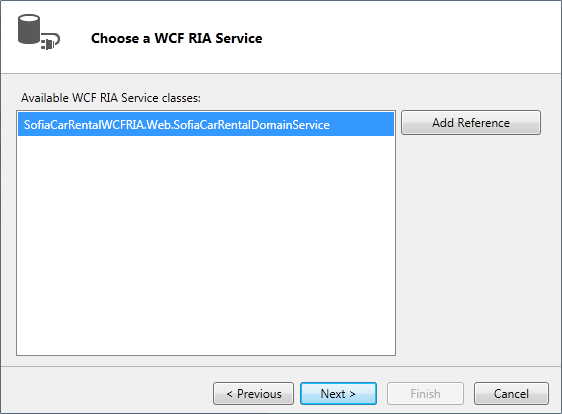 Choose a WCF RIA Service
Available WCF RIA Service classes:
SofiaCarRentalWCFRIA.Web.SofiaCarRentalDomainService
Add Reference
< Previous
Next >
Finish
Cancel